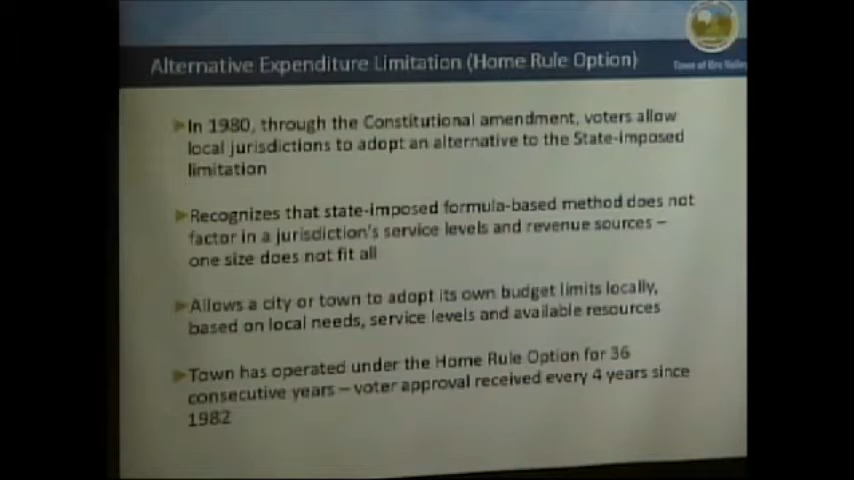 Alternative Expenditure Limitation (Home Rule Option)
Town of Oro Valley
➤In 1980, through the Constitutional amendment, voters allow
local jurisdictions to adopt an alternative to the State-imposed
limitation
➤Recognizes that state-imposed formula-based method does not
factor in a jurisdiction's service levels and revenue sources –
one size does not fit all
➤Allows a city or town to adopt its own budget limits locally,
based on local needs, service levels and available resources
➤Town has operated under the Home Rule Option for 36
consecutive years – voter approval received every 4 years since
1982